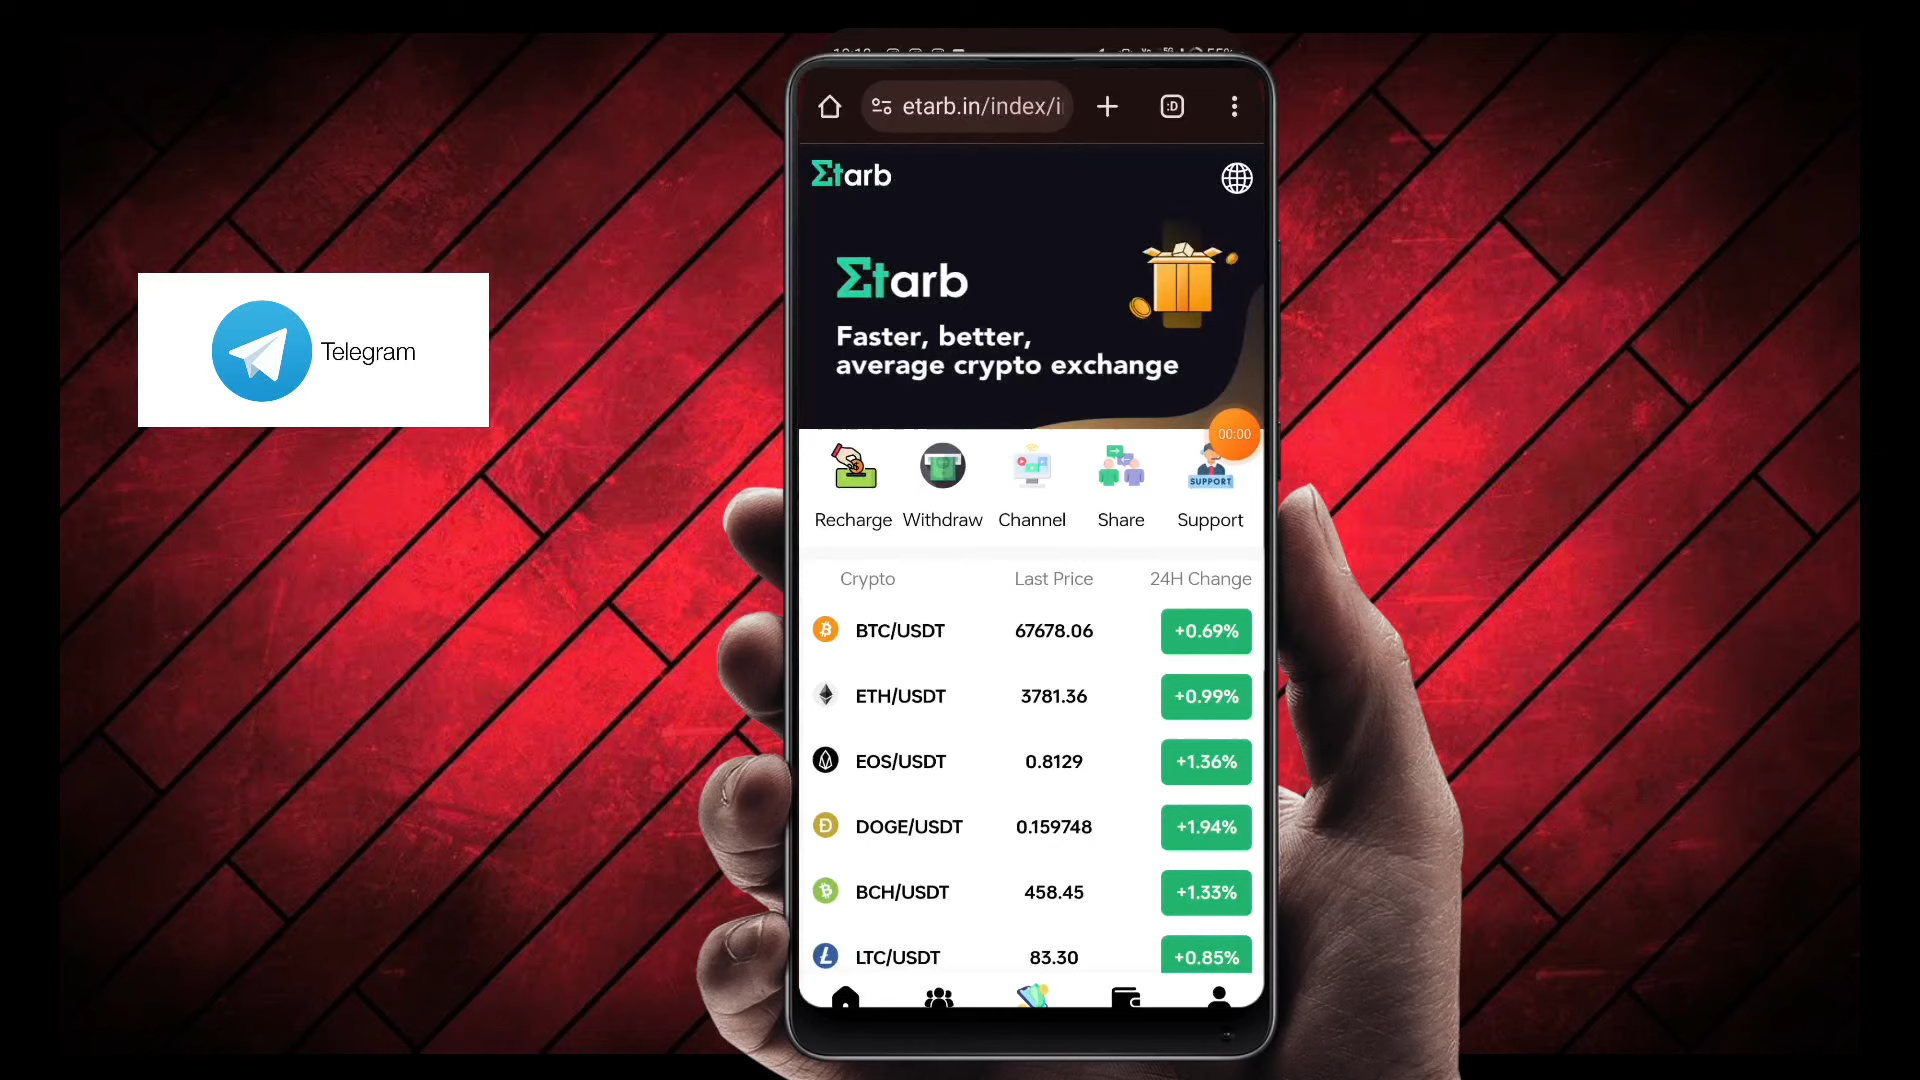 etarb.in/index/i
:D
Σtarb
Σtarb
Faster, better,
average crypto exchange
00:00
SUPPORT
Recharge Withdraw Channel Share Support
Crypto Last Price 24H Change
BTC/USDT 67678.06 +0.69%
ETH/USDT 3781.36 +0.99%
EOS/USDT 0.8129 +1.36%
DOGE/USDT 0.159748 +1.94%
BCH/USDT 458.45 +1.33%
LTC/USDT 83.30 +0.85%
Telegram